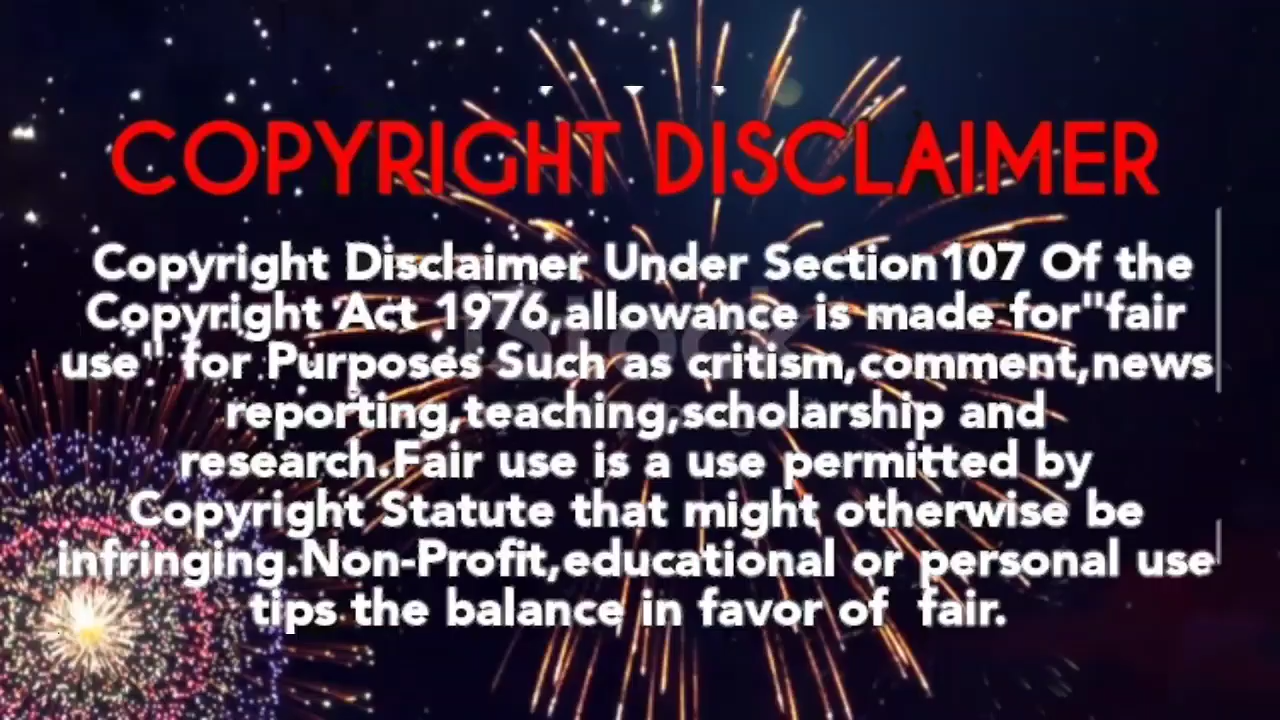 COPYRIGHT DISCLAIMER
Copyright Disclaimer Under Section107 Of the
Copyright Act 1976,allowance is made for"fair
use" for Purposes Such as critism,comment,news
reporting,teaching,scholarship and
research.Fair use is a use permitted by
Copyright Statute that might otherwise be
infringing.Non-Profit,educational or personal use
tips the balance in favor of  fair.
iStock